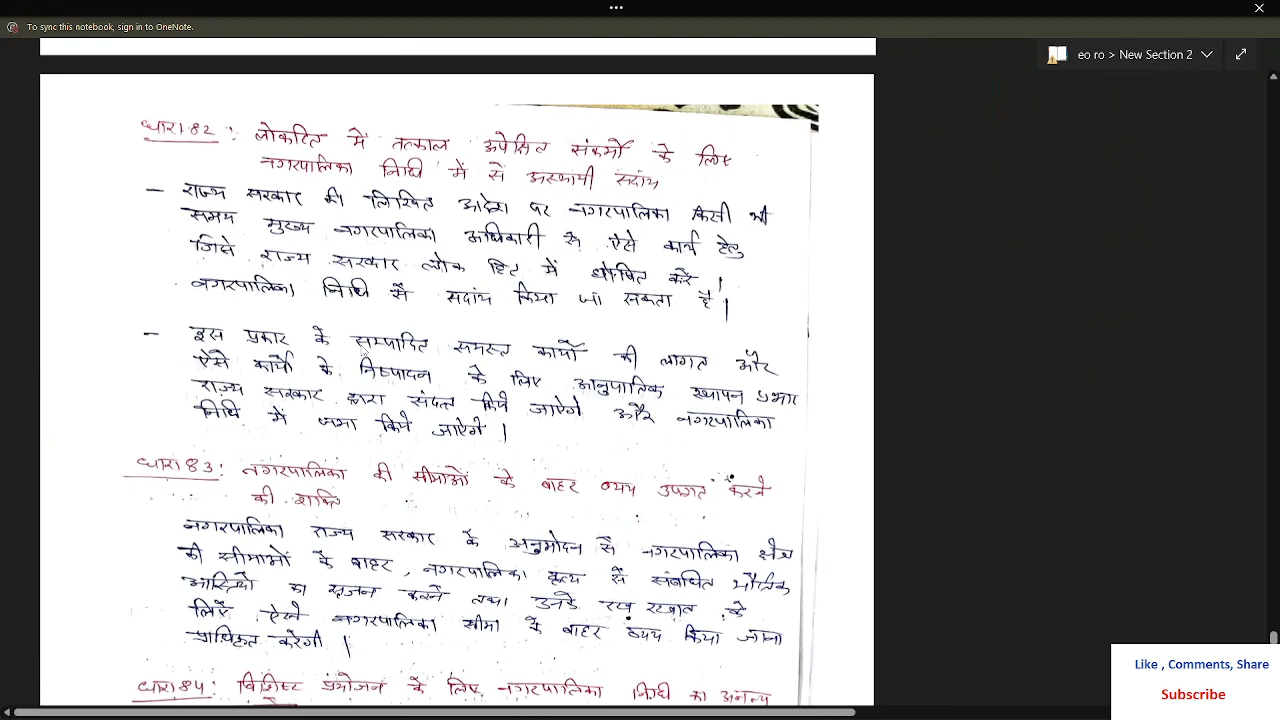 To sync this notebook, sign in to OneNote.
eo ro > New Section 2
धारा 82 : लोकहित में तत्काल अपेक्षित संकर्मों के लिए
नगरपालिका निधि में से अस्थायी संदाय
– राज्य सरकार की लिखित आदेश पर नगरपालिका किसी भी
समय मुख्य नगरपालिका अधिकारी से ऐसे कार्य हेतु
जिसे राज्य सरकार लोक हित में घोषित करे।
नगरपालिका निधि से सदांय किया जा सकता है।
– इस प्रकार के सम्पादित समस्त कार्यों की लागत और
ऐसे कार्यों के निष्पादन के लिए आनुपातिक स्थापन प्रभार
राज्य सरकार द्वारा संदत्त किये जाएंगे और नगरपालिका
निधि में जमा किये जाऐंगे।
धारा 83 : नगरपालिका की सीमाओं के बाहर व्यय उपगत करने
की शक्ति
नगरपालिका राज्य सरकार के अनुमोदन से नगरपालिका क्षेत्र
की सीमाओं के बाहर, नगरपालिका कृत्य से संबधित भौतिक
आस्तियों का सृजन करने तथा उनके रख रखाव के
लिऐं ऐसे नगरपालिका सीमा के बाहर व्यय किया जाना
प्राधिकृत करेगी।
धारा 84 : विशिष्ट प्रयोजन के लिए नगरपालिका निधि का अनन्य
Like , Comments, Share
Subscribe